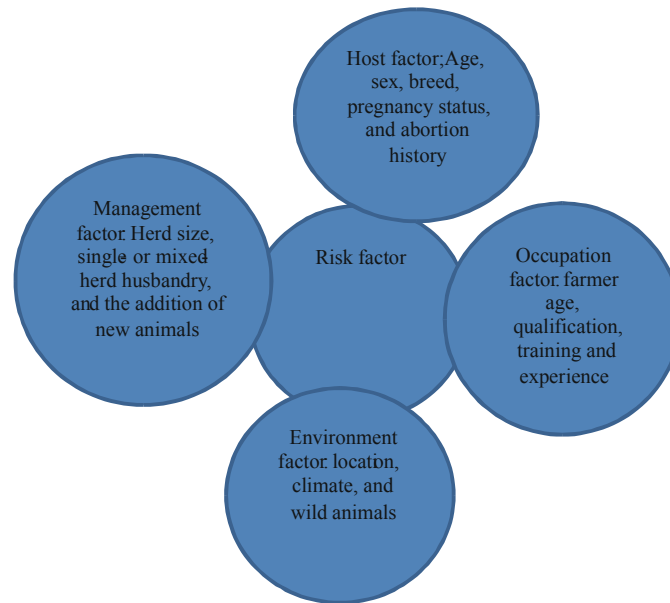 Host factor;Age,
sex, breed,
pregnancy status,
and abortion
history
Management
factor: Herd size,
single- or mixed-
herd husbandry,
and the addition of
new animals
Risk factor
Occupation
factor: farmer
age,
qualification,
training and
experience
Environment
factor: location,
climate, and
wild animals